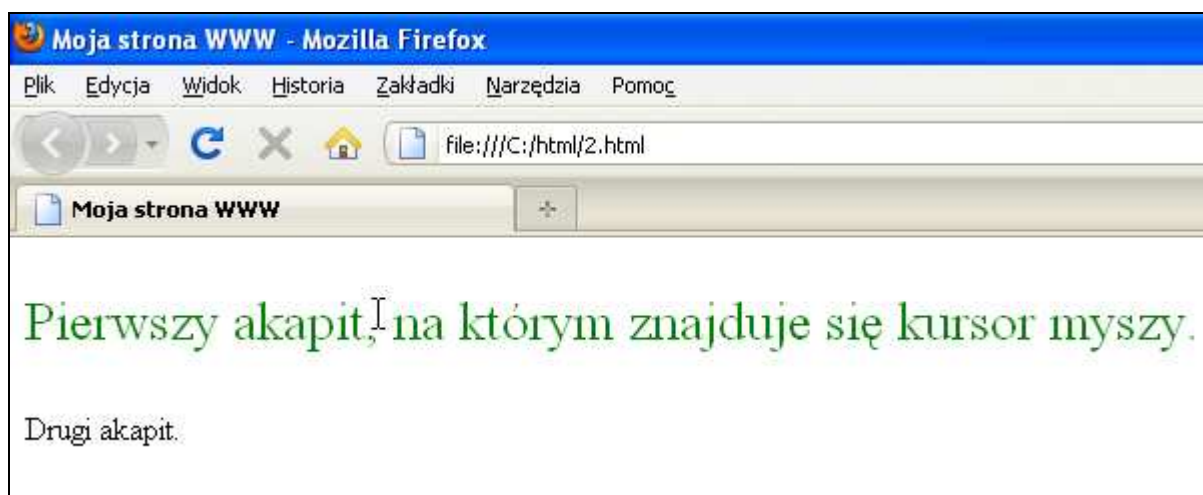 Moja strona WWW - Mozilla Firefox
Plik Edycja Widok Historia Zakładki Narzędzia Pomoc
file:///C:/html/2.html
Moja strona WWW
Pierwszy akapit, na którym znajduje się kursor myszy.
Drugi akapit.